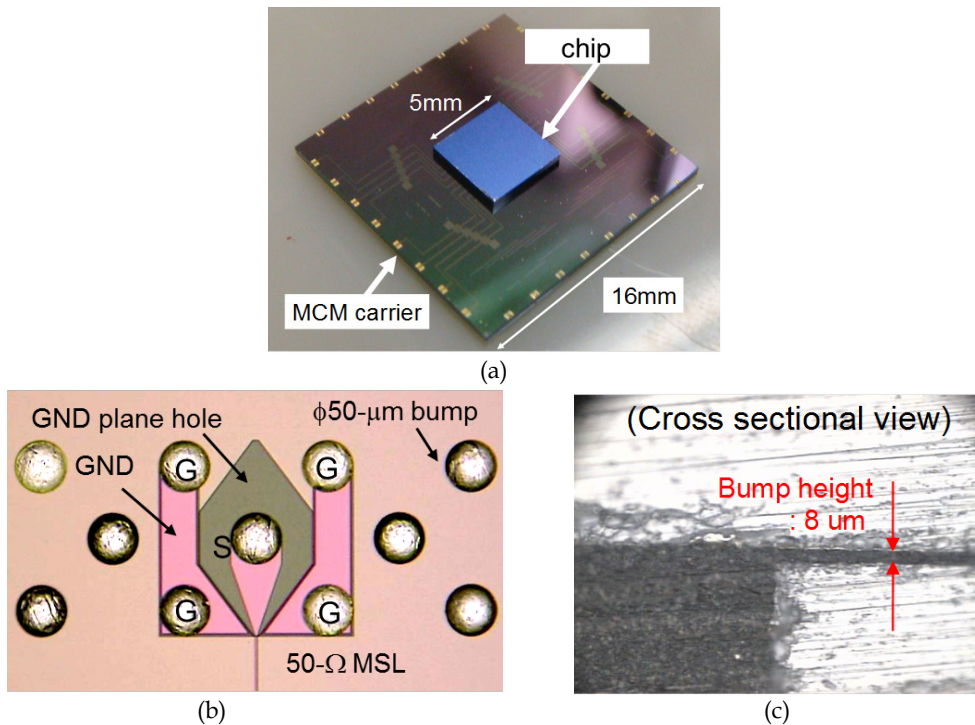 chip
5mm
MCM carrier
16mm
(a)
GND plane hole
ϕ50-μm bump
GND
G
G
S
G
G
50-Ω MSL
(b)
(Cross sectional view)
Bump height
: 8 um
(c)